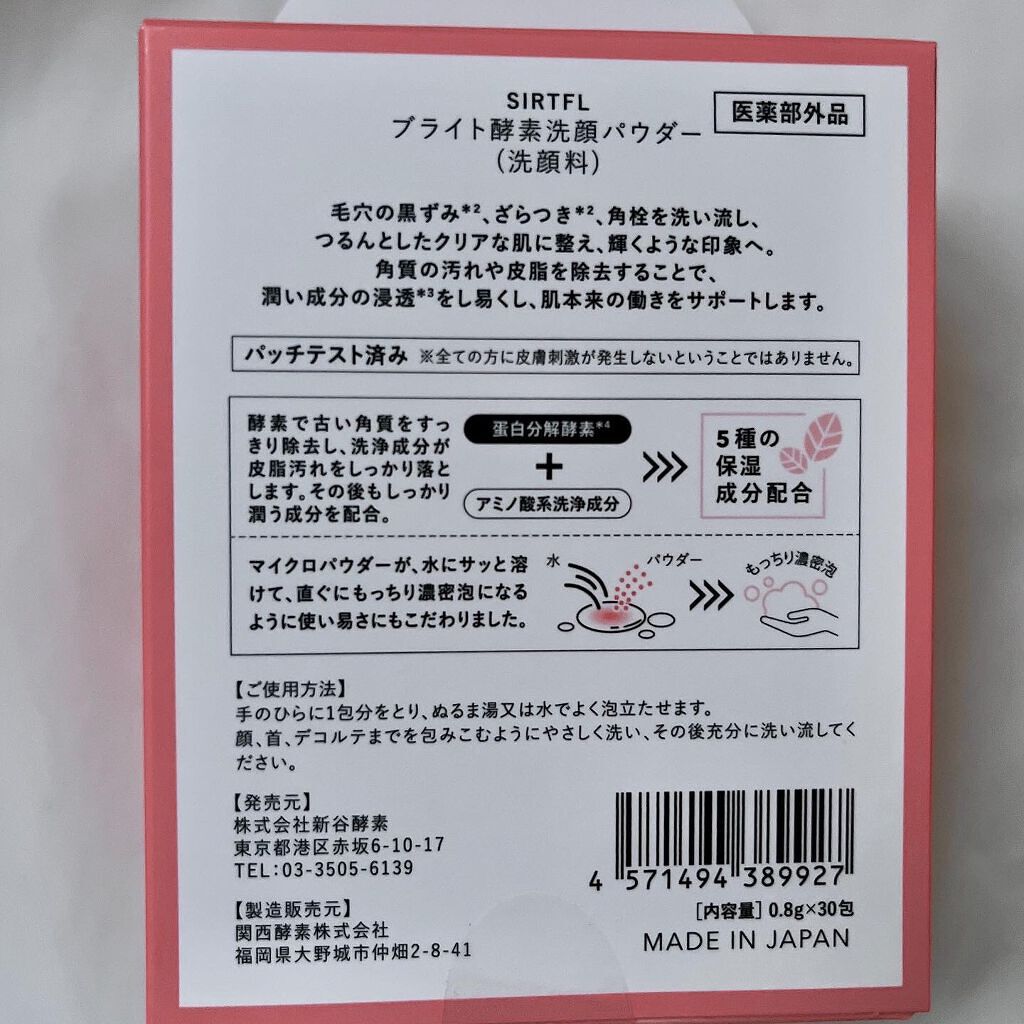 SIRTFL
ブライト酵素洗顔パウダー
(洗顔料)
医薬部外品
毛穴の黒ずみ*2、ざらつき*2、角栓を洗い流し、
つるんとしたクリアな肌に整え、輝くような印象へ。
角質の汚れや皮脂を除去することで、
潤い成分の浸透*3をし易くし、肌本来の働きをサポートします。
パッチテスト済み ※全ての方に皮膚刺激が発生しないということではありません。
酵素で古い角質をすっ
きり除去し、洗浄成分が
皮脂汚れをしっかり落と
します。その後もしっかり
潤う成分を配合。
蛋白分解酵素*4
+
アミノ酸系洗浄成分
5種の
保湿
成分配合
マイクロパウダーが、水にサッと溶
けて、直ぐにもっちり濃密泡になる
ように使い易さにもこだわりました。
水
パウダー
もっちり濃密泡
【ご使用方法】
手のひらに1包分をとり、ぬるま湯又は水でよく泡立たせます。
顔、首、デコルテまでを包みこむようにやさしく洗い、その後充分に洗い流してく
ださい。
【発売元】
株式会社新谷酵素
東京都港区赤坂6-10-17
TEL:03-3505-6139
【製造販売元】
関西酵素株式会社
福岡県大野城市仲畑2-8-41
4 571494 389927
[内容量] 0.8g×30包
MADE IN JAPAN